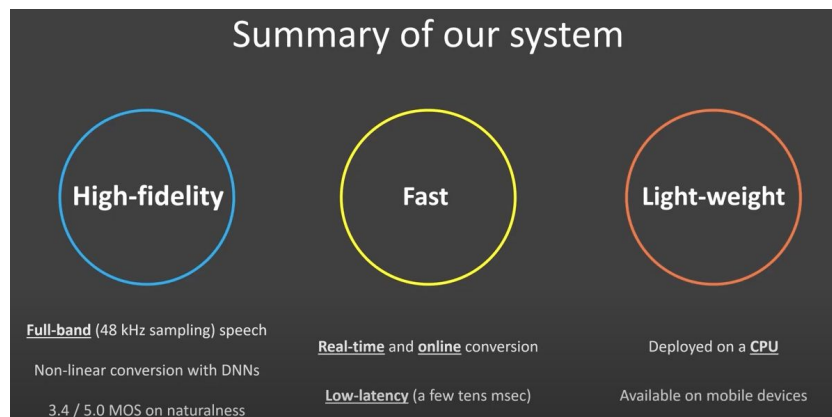 Summary of our system
High-fidelity
Full-band (48 kHz sampling) speech
Non-linear conversion with DNNs
3.4 / 5.0 MOS on naturalness
Fast
Real-time and online conversion
Low-latency (a few tens msec)
Light-weight
Deployed on a CPU
Available on mobile devices